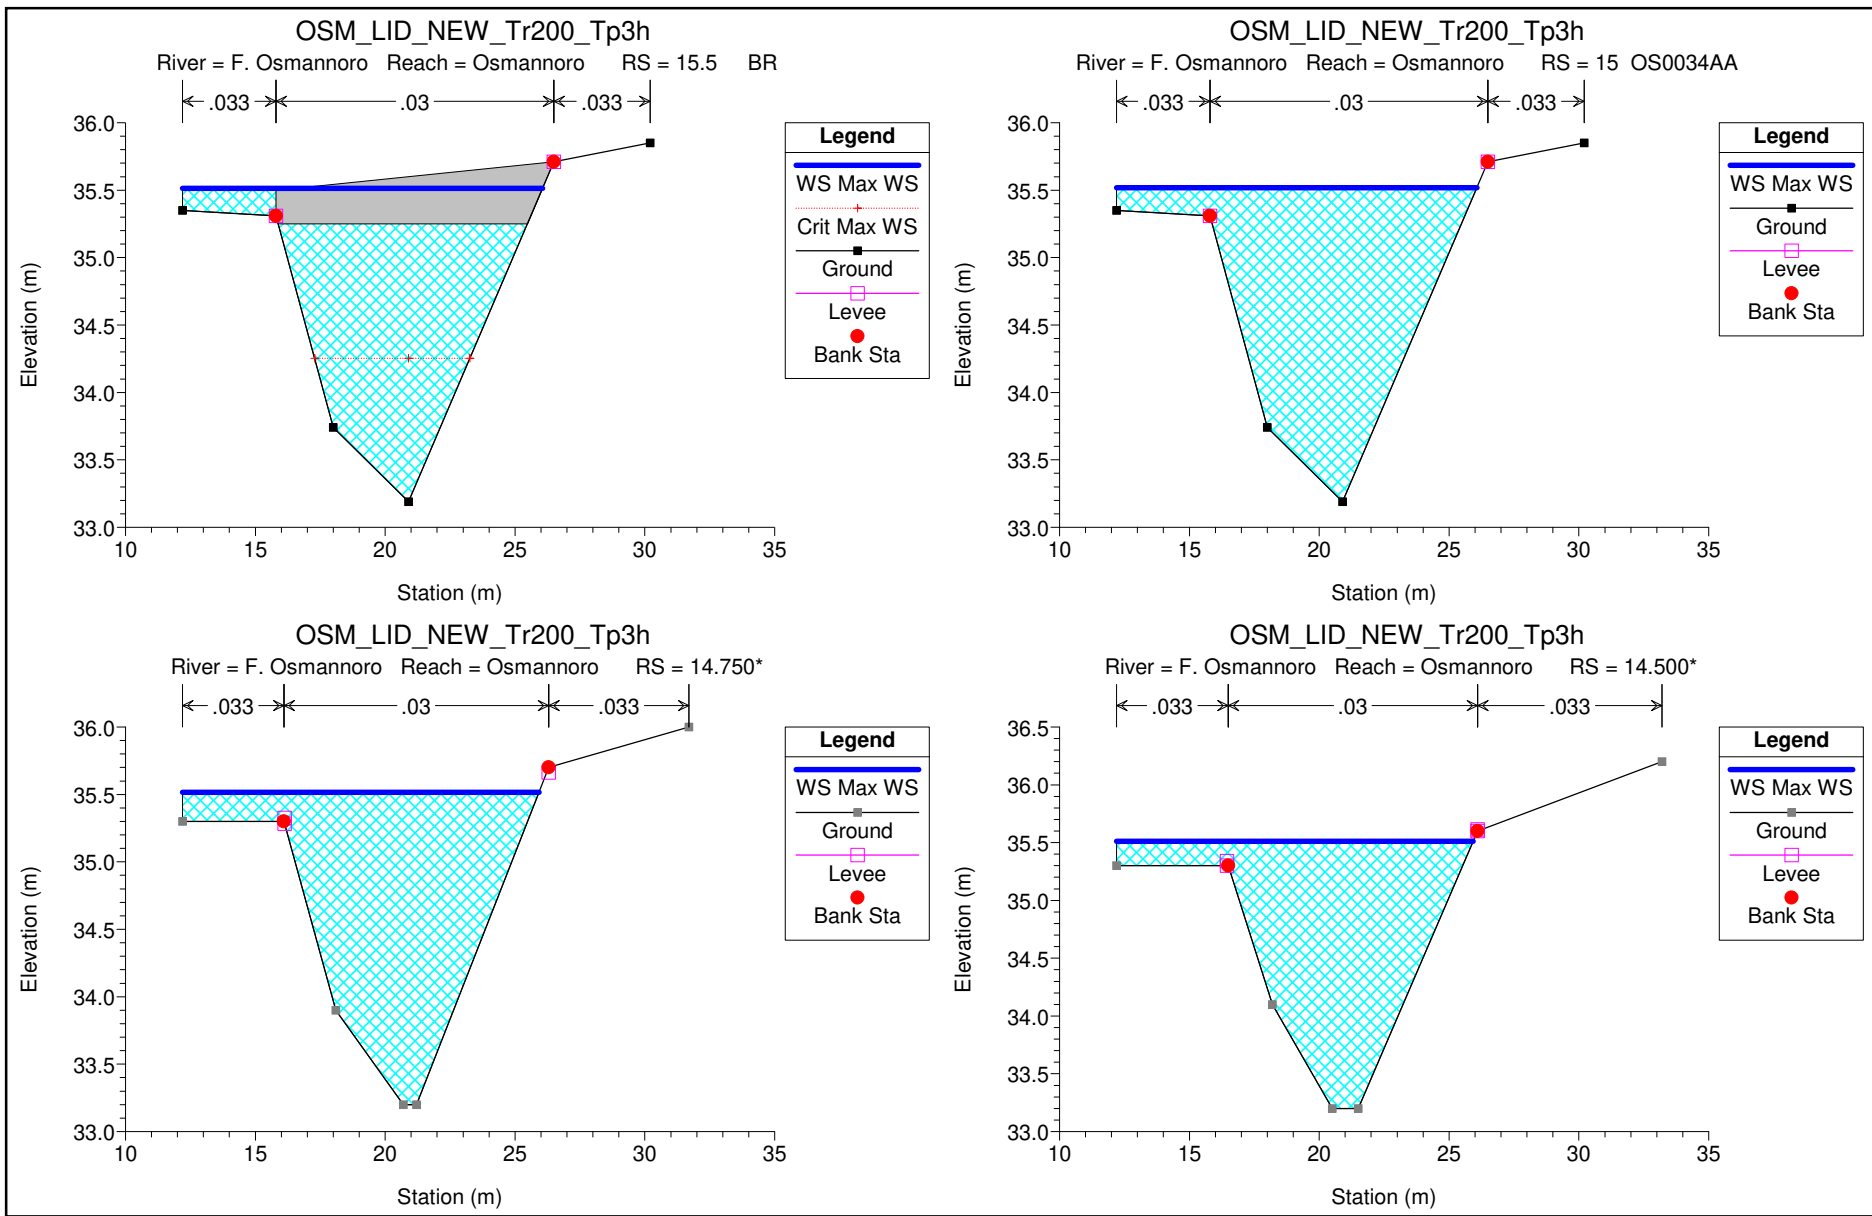 OSM_LID_NEW_Tr200_Tp3h
River = F. Osmannoro Reach = Osmannoro RS = 15.5 BR
.033 .03 .033
36.0
35.5
35.0
34.5
34.0
33.5
33.0
Elevation (m)
10 15 20 25 30 35
Station (m)
Legend
WS Max WS
Crit Max WS
Ground
Levee
Bank Sta
OSM_LID_NEW_Tr200_Tp3h
River = F. Osmannoro Reach = Osmannoro RS = 15 OS0034AA
.033 .03 .033
36.0
35.5
35.0
34.5
34.0
33.5
33.0
Elevation (m)
10 15 20 25 30 35
Station (m)
Legend
WS Max WS
Ground
Levee
Bank Sta
OSM_LID_NEW_Tr200_Tp3h
River = F. Osmannoro Reach = Osmannoro RS = 14.750*
.033 .03 .033
36.0
35.5
35.0
34.5
34.0
33.5
33.0
Elevation (m)
10 15 20 25 30 35
Station (m)
Legend
WS Max WS
Ground
Levee
Bank Sta
OSM_LID_NEW_Tr200_Tp3h
River = F. Osmannoro Reach = Osmannoro RS = 14.500*
.033 .03 .033
36.5
36.0
35.5
35.0
34.5
34.0
33.5
33.0
Elevation (m)
10 15 20 25 30 35
Station (m)
Legend
WS Max WS
Ground
Levee
Bank Sta